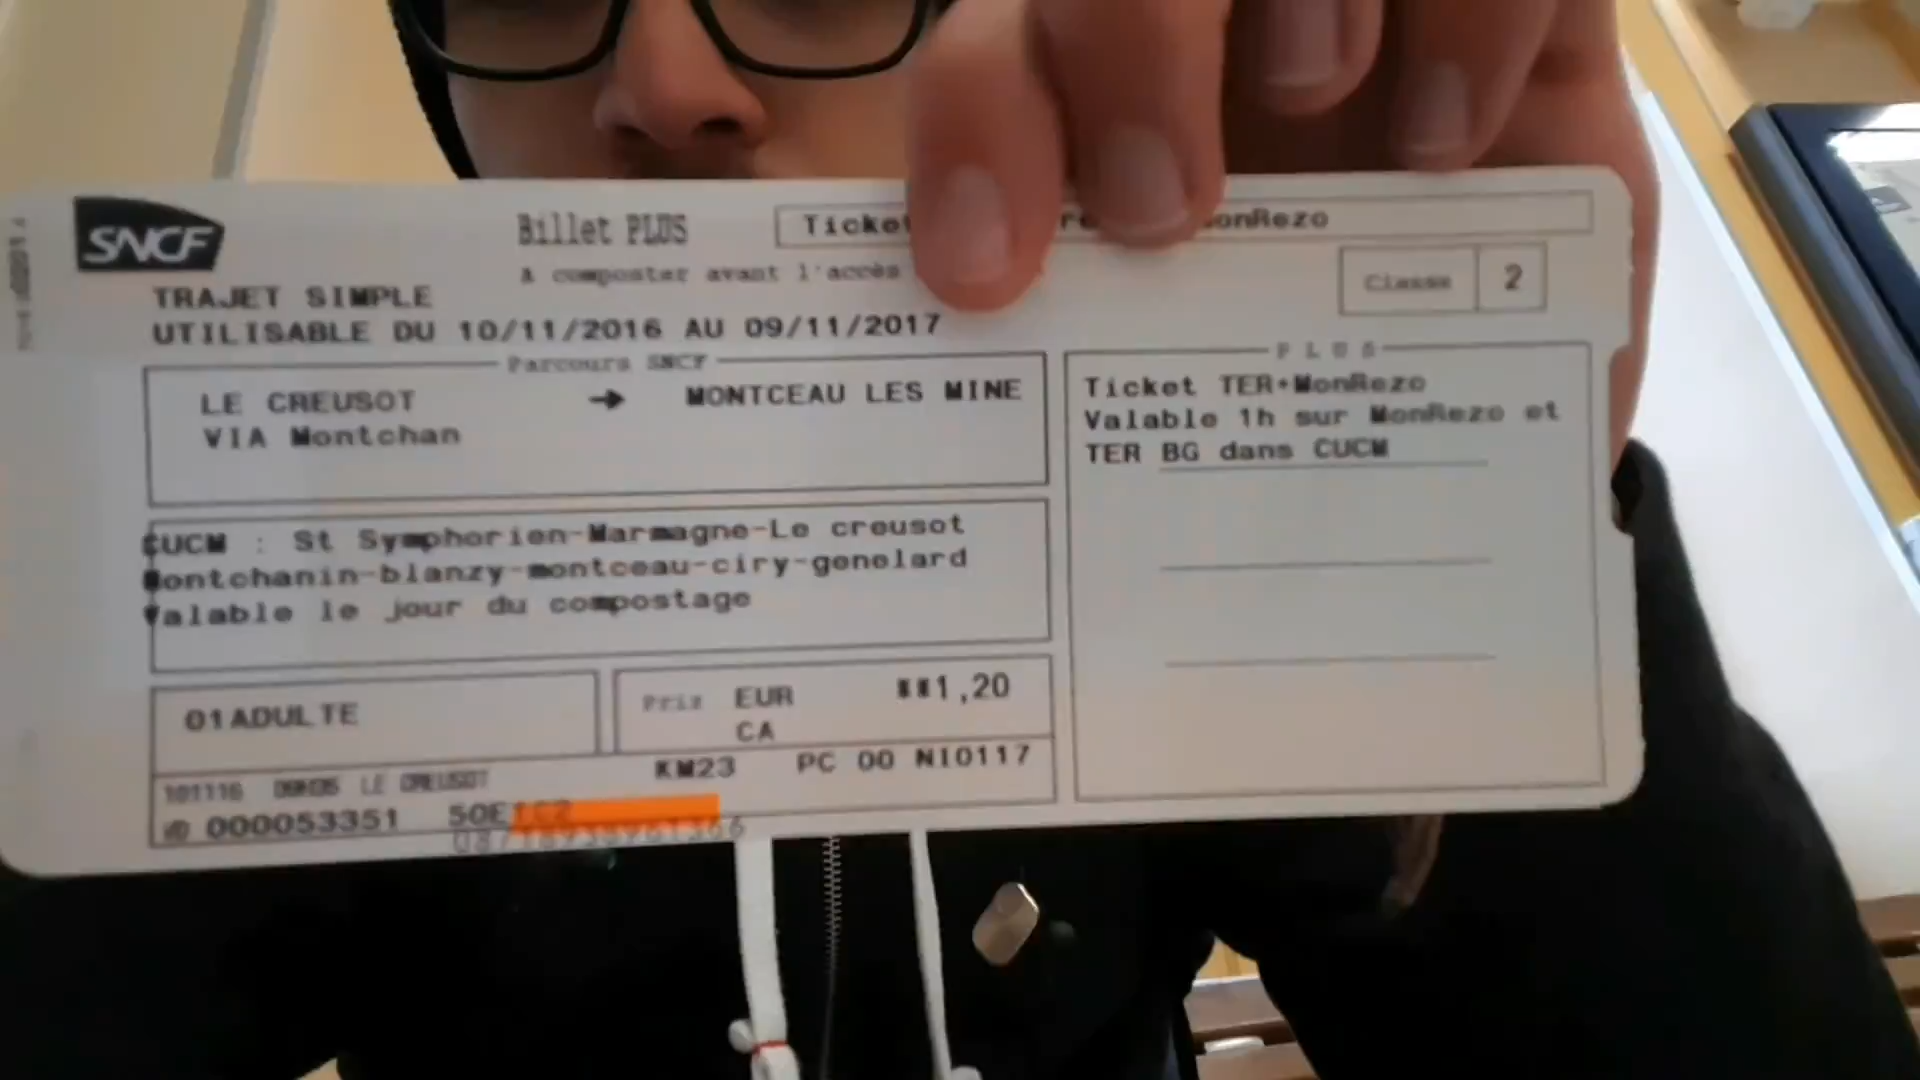 SNCF
Billet PLUS
Ticket onRezo
A composter avant l'accès
Classe 2
TRAJET SIMPLE
UTILISABLE DU 10/11/2016 AU 09/11/2017
Parcours SNCF
LE CREUSOT → MONTCEAU LES MINE
VIA Montchan
PLUS
Ticket TER+MonRezo
Valable 1h sur MonRezo et
TER BG dans CUCM
CUCM : St Symphorien-Marmagne-Le creusot
Montchanin-blanzy-montceau-ciry-genelard
Valable le jour du compostage
01ADULTE
Prix EUR **1,20
CA
KM23 PC 00 NI0117
101116 09H05 LE CREUSOT
000053351 50E